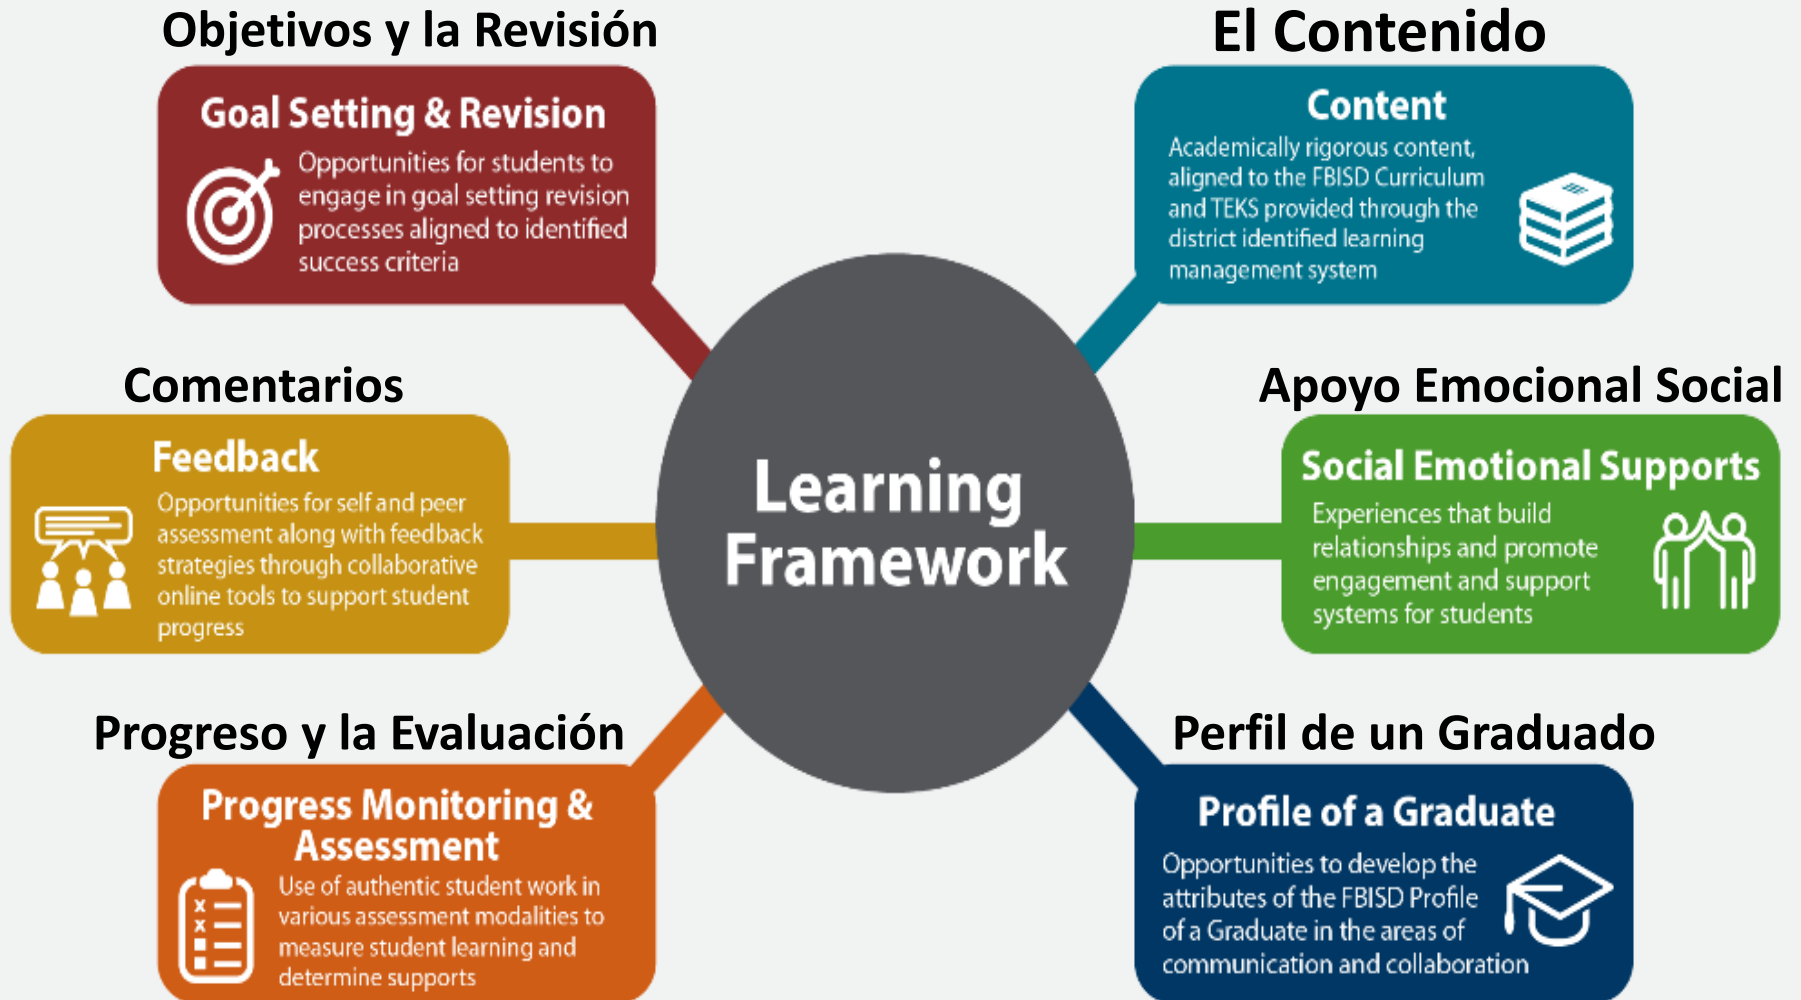 Objetivos y la Revisión
Goal Setting & Revision
Opportunities for students to
engage in goal setting revision
processes aligned to identified
success criteria
El Contenido
Content
Academically rigorous content,
aligned to the FBISD Curriculum
and TEKS provided through the
district identified learning
management system
Comentarios
Feedback
Opportunities for self and peer
assessment along with feedback
strategies through collaborative
online tools to support student
progress
Learning
Framework
Apoyo Emocional Social
Social Emotional Supports
Experiences that build
relationships and promote
engagement and support
systems for students
Progreso y la Evaluación
Progress Monitoring &
Assessment
Use of authentic student work in
various assessment modalities to
measure student learning and
determine supports
Perfil de un Graduado
Profile of a Graduate
Opportunities to develop the
attributes of the FBISD Profile
of a Graduate in the areas of
communication and collaboration